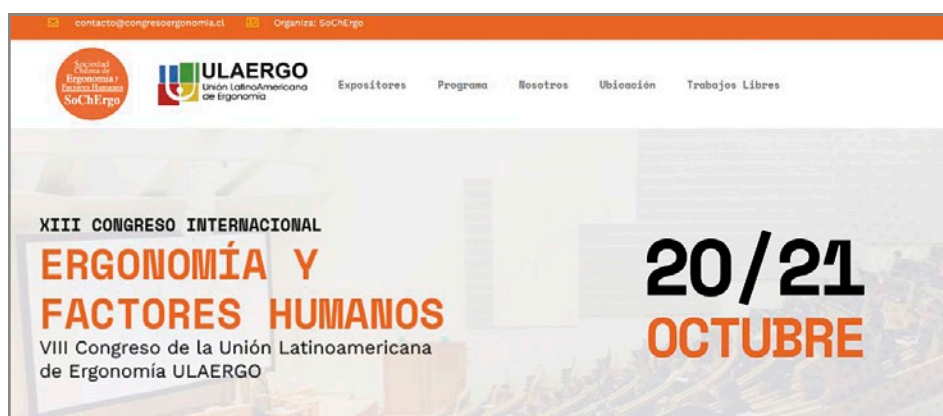 contacto@congresoergonomia.cl Organiza: SoChErgo
Sociedad
Chilena de
Ergonomía y
Factores Humanos
SoChErgo
ULAERGO
Unión LatinoAmericana
de Ergonomía
Expositores Programa Nosotros Ubicación Trabajos Libres
XIII CONGRESO INTERNACIONAL
ERGONOMÍA Y
FACTORES HUMANOS
VIII Congreso de la Unión Latinoamericana
de Ergonomía ULAERGO
20/21
OCTUBRE